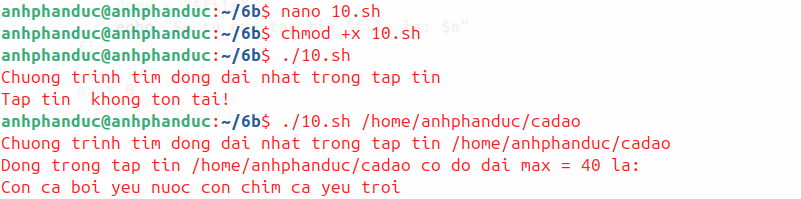 anhphanduc@anhphanduc:~/6b$ nano 10.sh
anhphanduc@anhphanduc:~/6b$ chmod +x 10.sh
anhphanduc@anhphanduc:~/6b$ ./10.sh
Chuong trinh tim dong dai nhat trong tap tin
Tap tin  khong ton tai!
anhphanduc@anhphanduc:~/6b$ ./10.sh /home/anhphanduc/cadao
Chuong trinh tim dong dai nhat trong tap tin /home/anhphanduc/cadao
Dong trong tap tin /home/anhphanduc/cadao co do dai max = 40 la:
Con ca boi yeu nuoc con chim ca yeu troi